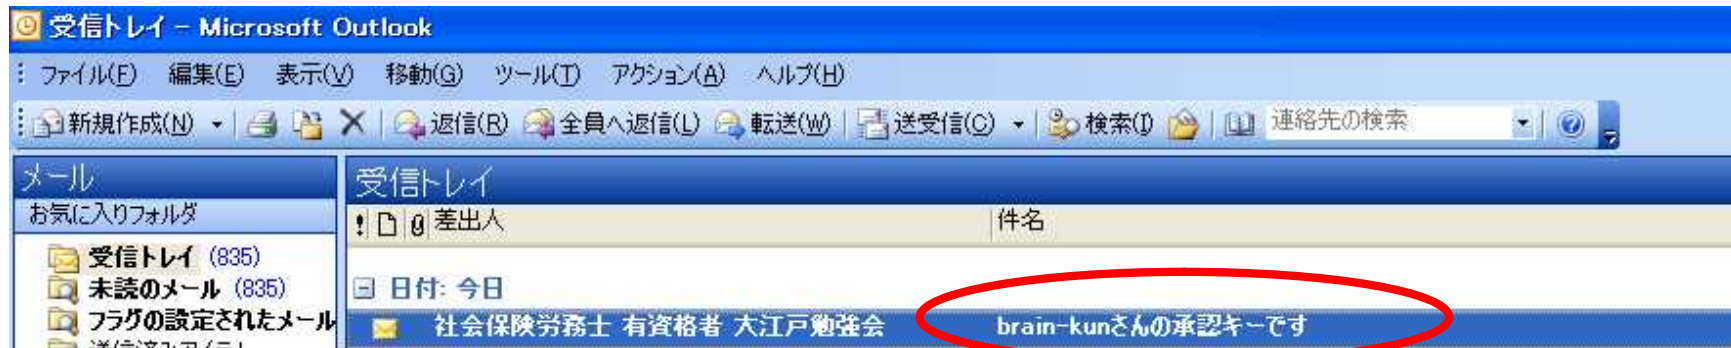 受信トレイ - Microsoft Outlook
ファイル(F) 編集(E) 表示(V) 移動(G) ツール(T) アクション(A) ヘルプ(H)
新規作成(N) 返信(R) 全員へ返信(L) 転送(W) 送受信(C) 検索(I) 連絡先の検索
メール
受信トレイ
お気に入りフォルダ
差出人 件名
受信トレイ (835)
未読のメール (835)
日付: 今日
フラグの設定されたメール
社会保険労務士 有資格者 大江戸勉強会 brain-kunさんの承認キーです